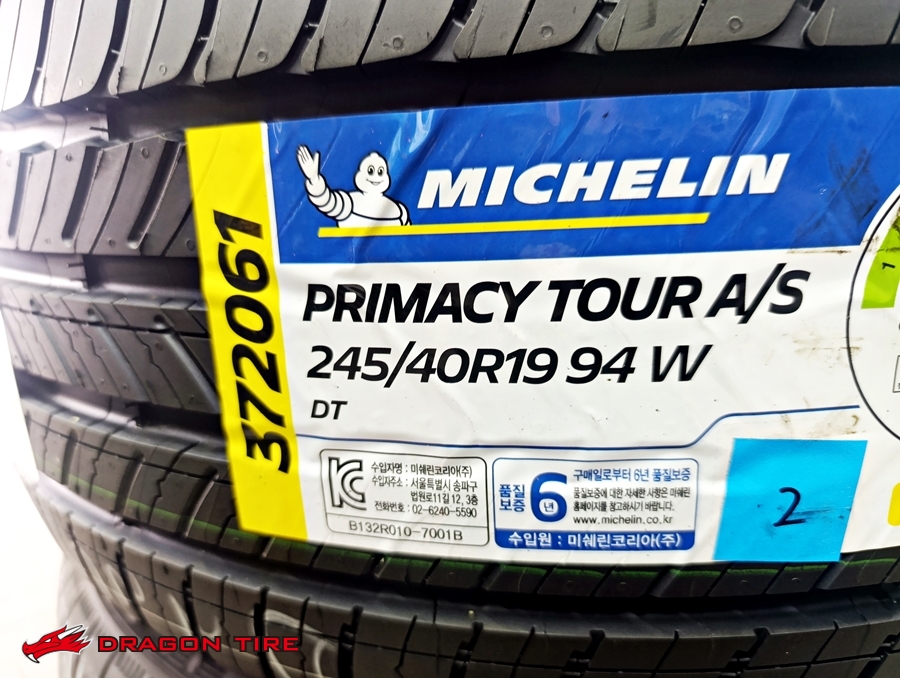 372061
MICHELIN
PRIMACY TOUR A/S
245/40R19 94 W
DT
수입자명 : 미쉐린코리아(주)
수입자주소 : 서울특별시 송파구
법원로11길 12, 3층
전화번호 : 02-6240-5590
B132R010-7001B
품질
보증
6년
구매일로부터 6년 품질보증
품질보증에 대한 자세한 사항은 미쉐린
홈페이지를 참고하시기 바랍니다.
www.michelin.co.kr
수입원 : 미쉐린코리아(주)
2
1
DRAGON TIRE